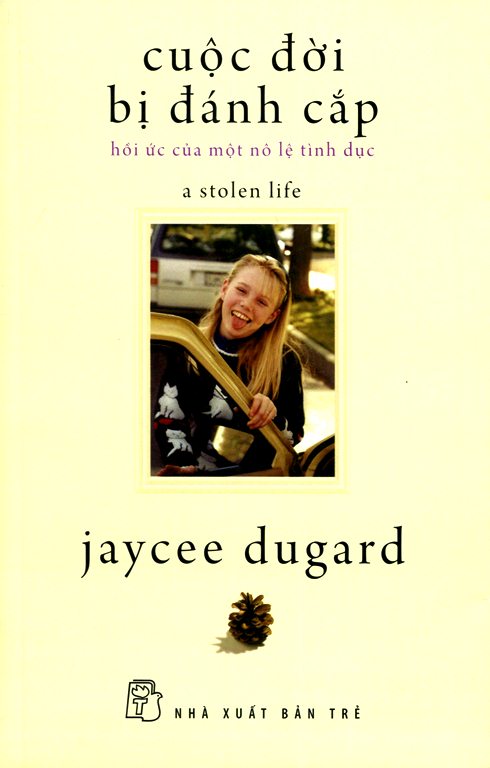 cuộc đời
bị đánh cắp
hồi ức của một nô lệ tình dục
a stolen life
jaycee dugard
NHÀ XUẤT BẢN TRẺ